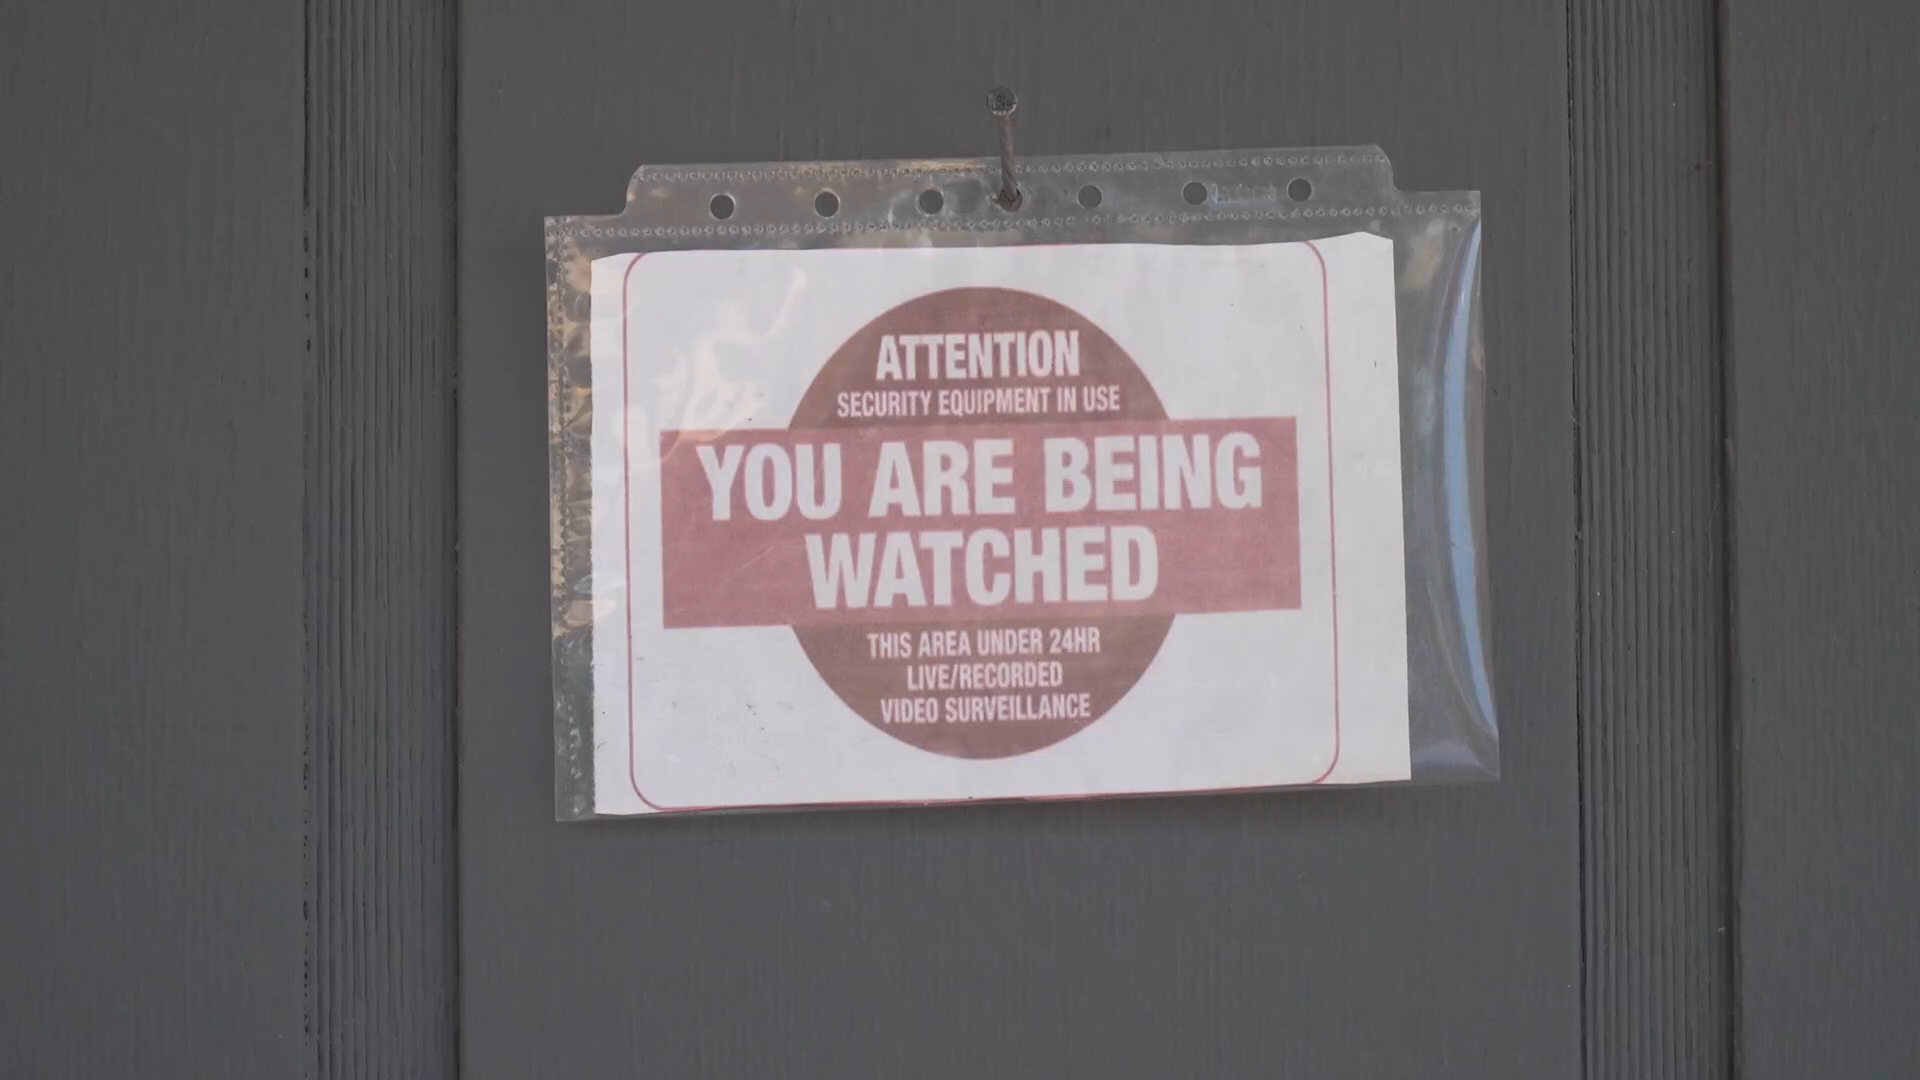 ATTENTION
SECURITY EQUIPMENT IN USE
YOU ARE BEING
WATCHED
THIS AREA UNDER 24HR
LIVE/RECORDED
VIDEO SURVEILLANCE